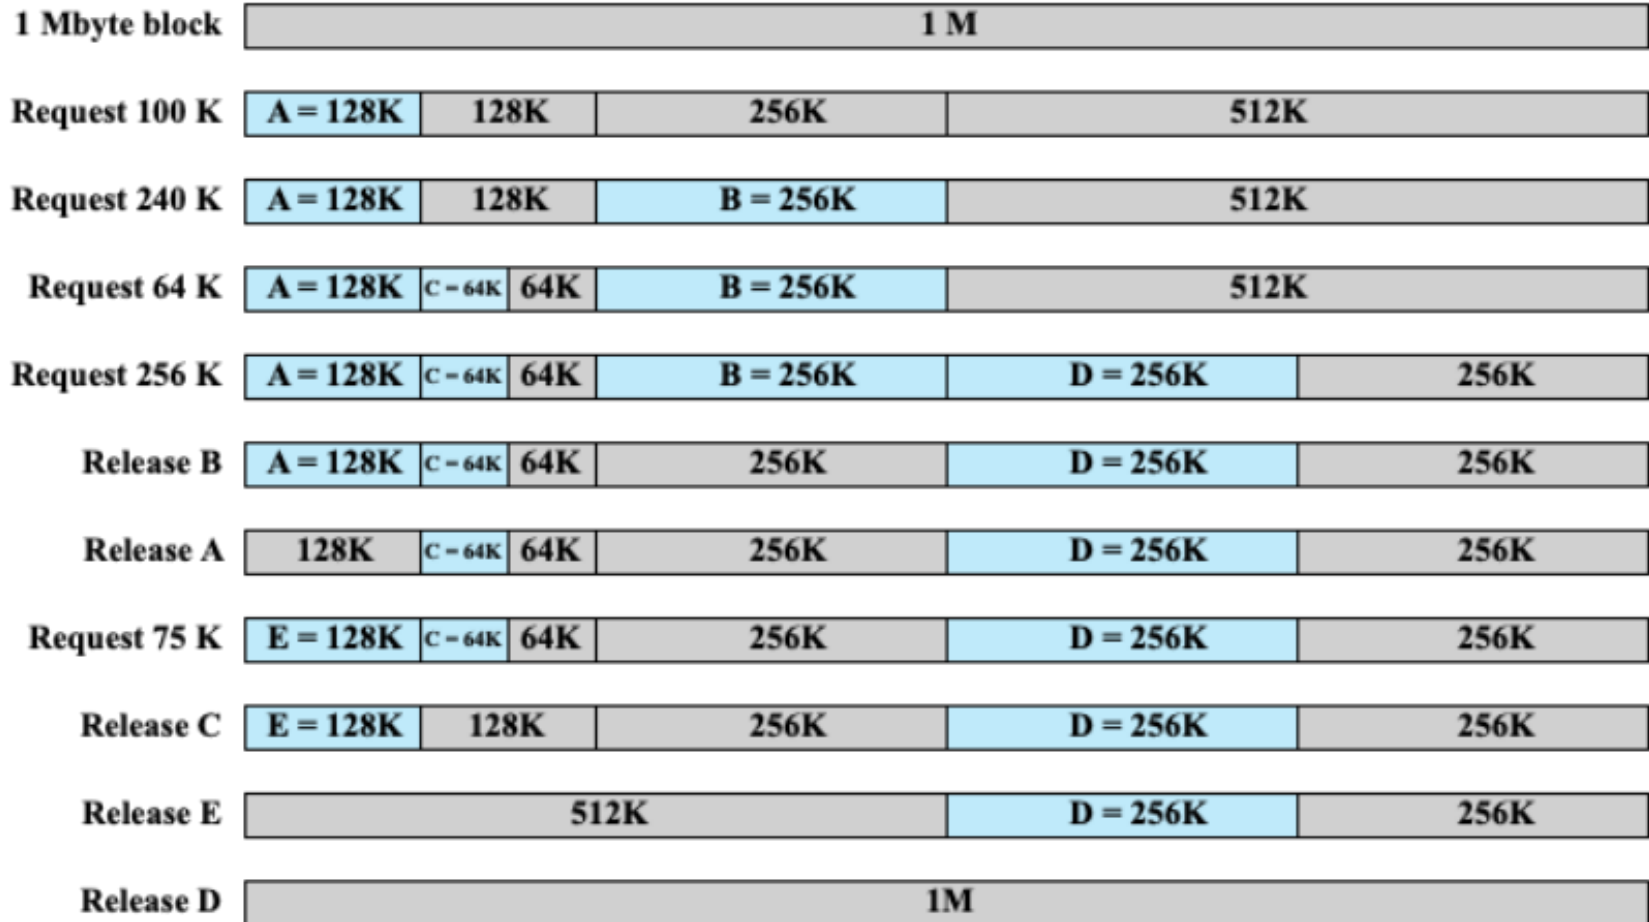 1 Mbyte block 1 M
Request 100 K A = 128K 128K 256K 512K
Request 240 K A = 128K 128K B = 256K 512K
Request 64 K A = 128K C = 64K 64K B = 256K 512K
Request 256 K A = 128K C = 64K 64K B = 256K D = 256K 256K
Release B A = 128K C = 64K 64K 256K D = 256K 256K
Release A 128K C = 64K 64K 256K D = 256K 256K
Request 75 K E = 128K C = 64K 64K 256K D = 256K 256K
Release C E = 128K 128K 256K D = 256K 256K
Release E 512K D = 256K 256K
Release D 1M